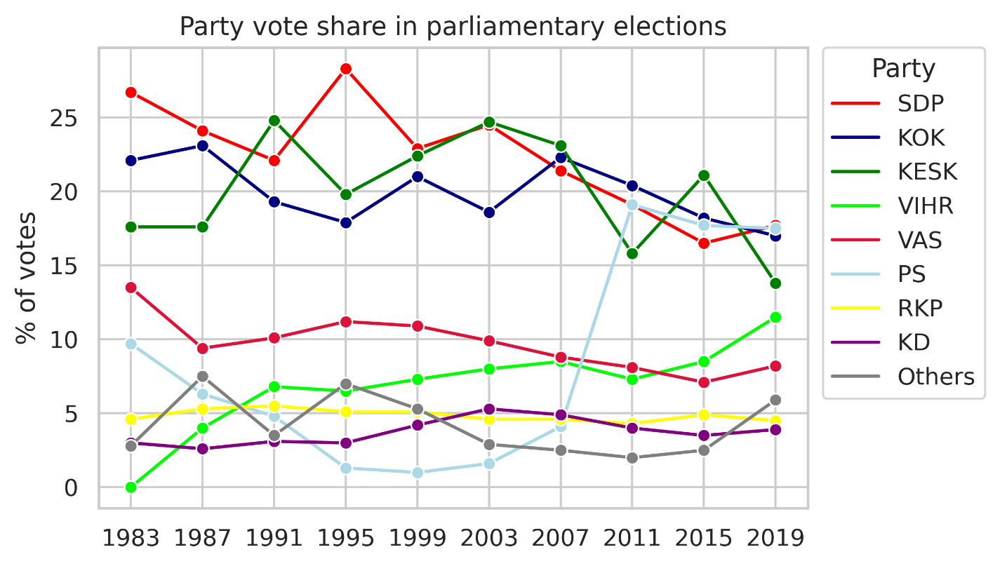 Party vote share in parliamentary elections
Party
SDP
KOK
KESK
VIHR
VAS
PS
RKP
KD
Others
% of votes
25
20
15
10
5
0
1983 1987 1991 1995 1999 2003 2007 2011 2015 2019